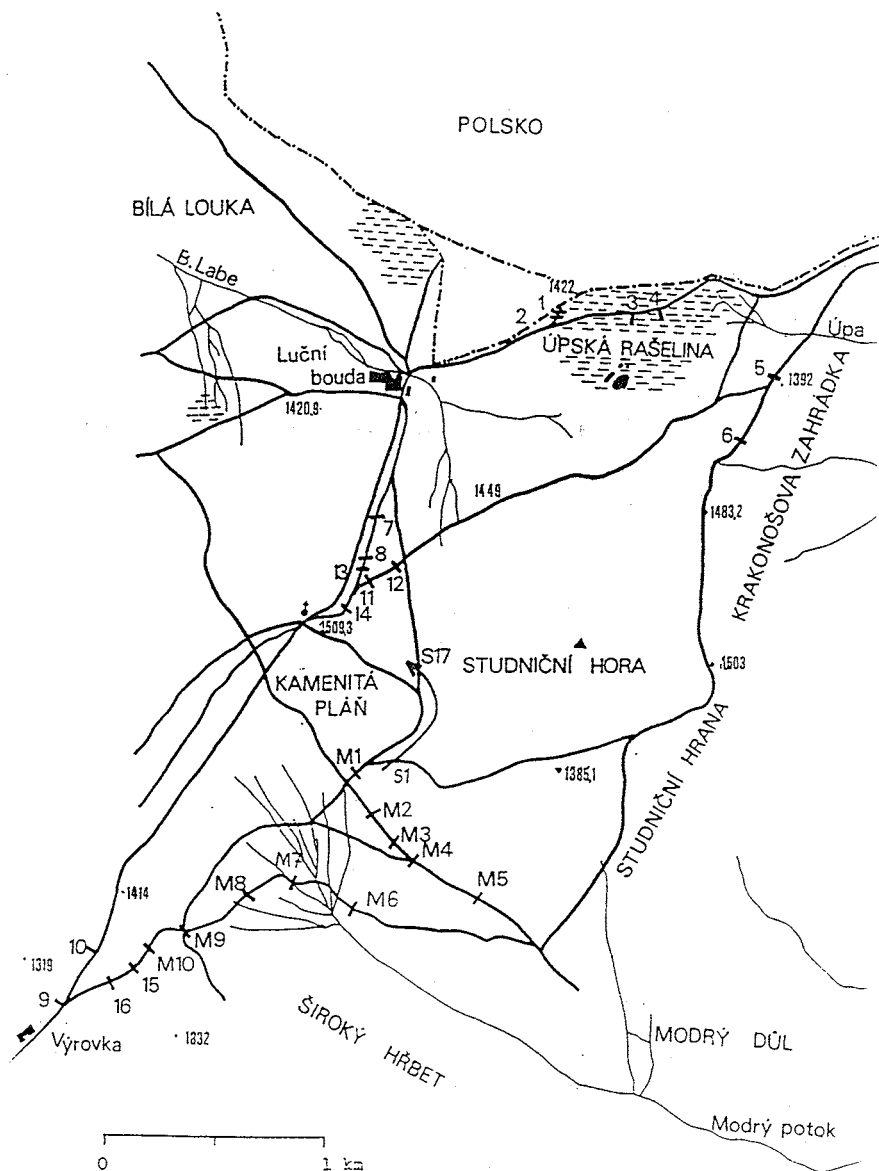 POLSKO
BÍLÁ LOUKA
B. Labe
1422
1
2
3
4
ÚPSKÁ RAŠELINA
Úpa
Luční
bouda
1420,9
5
1392
6
KRAKONOŠOVA ZAHRÁDKA
1449
1483,2
7
8
13
11
12
14
1509,3
S17
STUDNIČNÍ HORA
1503
KAMENITÁ
PLÁŇ
M1
S1
1385,1
STUDNIČNÍ HRANA
M2
M3
M4
M5
M7
M8
M6
1414
M9
10
M10
1319
15
9
16
Výrovka
1832
ŠIROKÝ HŘBET
MODRÝ DŮL
Modrý potok
0
1 km